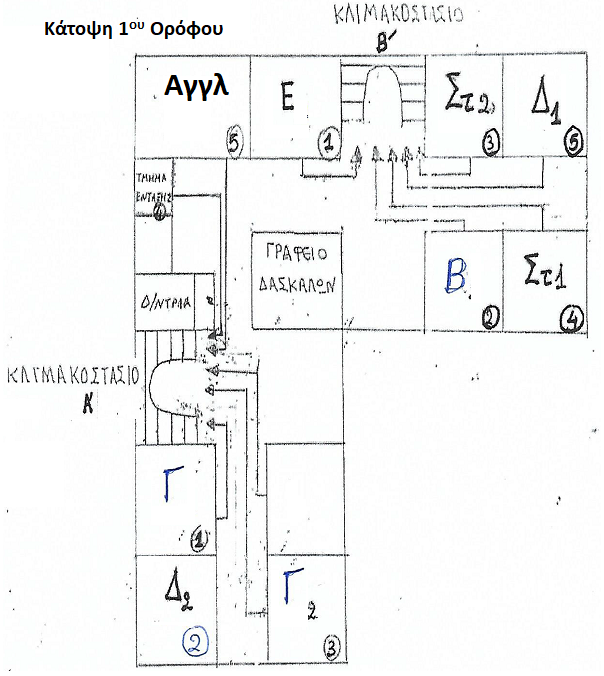 Κάτοψη 1ου Ορόφου
ΚΛΙΜΑΚΟΣΤΑΣΙΟ
Β'
Αγγλ
5
Ε
1
Στ2
3
Δ1
5
ΤΜΗΜΑ
ΕΝΤΑΞΗΣ
4
ΓΡΑΦΕΙΟ
ΔΑΣΚΑΛΩΝ
Β
2
Στ1
4
Δ/ΝΤΡΙΑ
ΚΛΙΜΑΚΟΣΤΑΣΙΟ
Α'
Γ
1
Δ2
2
Γ2
3